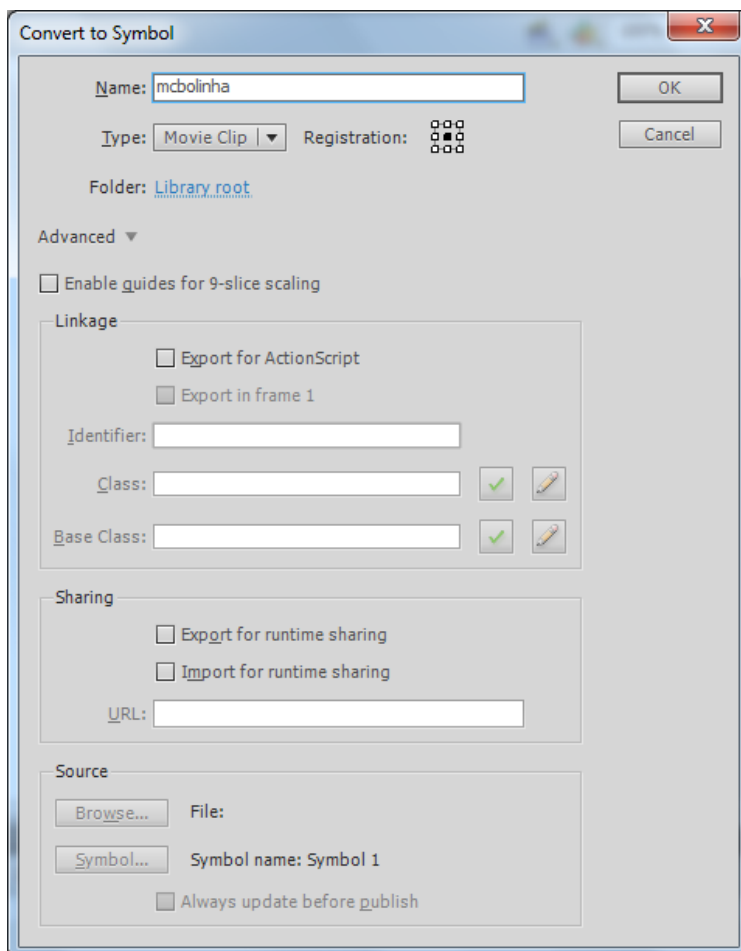 Convert to Symbol
Name: mcbolinha
OK
Type: Movie Clip Registration:
Cancel
Folder: Library root
Advanced
Enable guides for 9-slice scaling
Linkage
Export for ActionScript
Export in frame 1
Identifier:
Class:
Base Class:
Sharing
Export for runtime sharing
Import for runtime sharing
URL:
Source
Browse... File:
Symbol... Symbol name: Symbol 1
Always update before publish